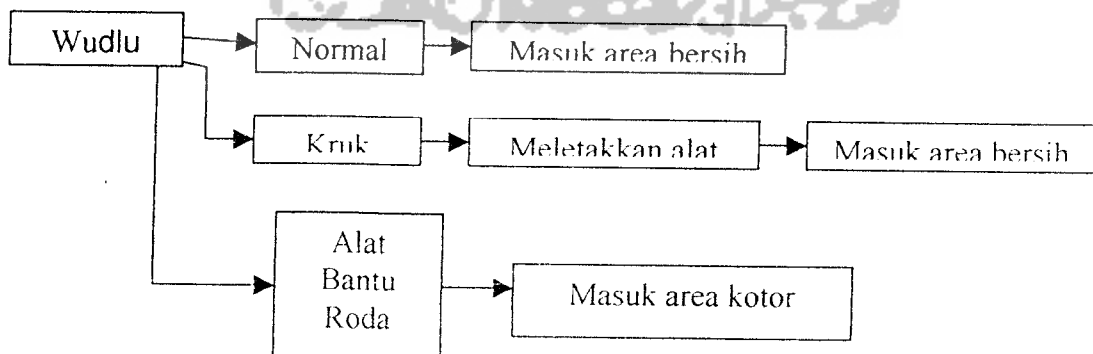 Wudlu
Normal
Masuk area bersih
Kruk
Meletakkan alat
Masuk area bersih
Alat
Bantu
Roda
Masuk area kotor